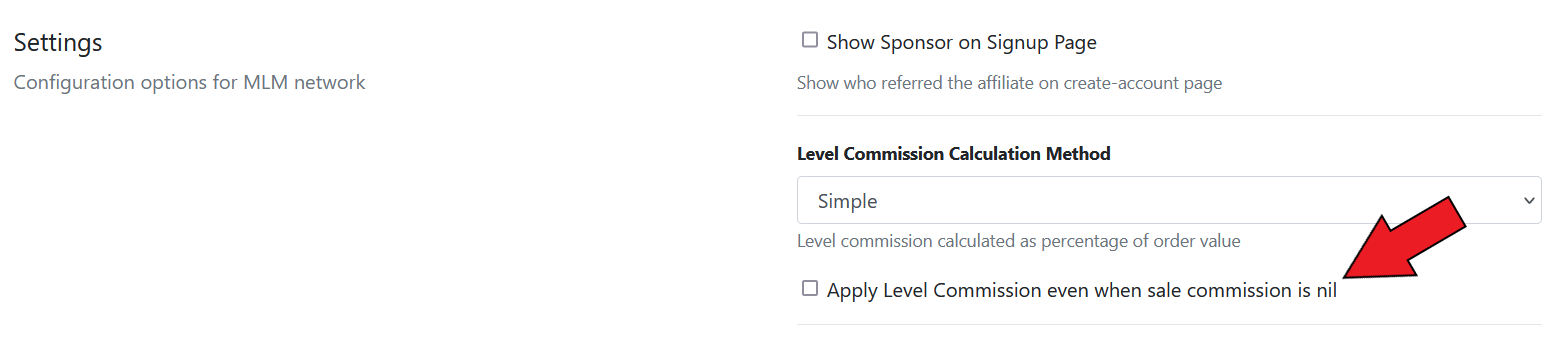 Settings
Configuration options for MLM network
Show Sponsor on Signup Page
Show who referred the affiliate on create-account page
Level Commission Calculation Method
Simple
Level commission calculated as percentage of order value
Apply Level Commission even when sale commission is nil